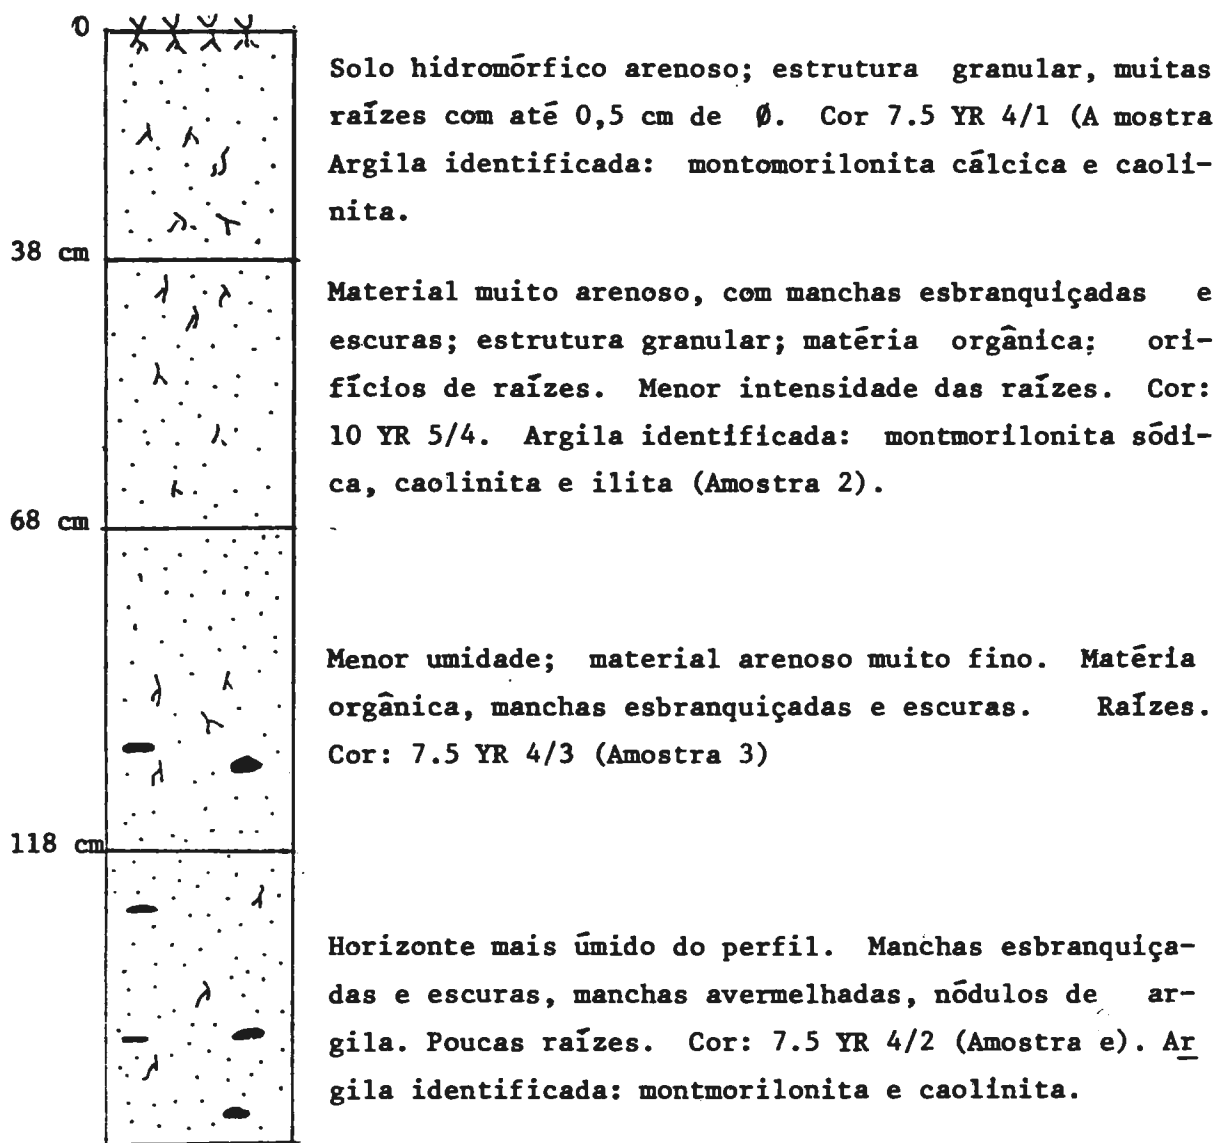 0
Solo hidromórfico arenoso; estrutura granular, muitas
raízes com até 0,5 cm de Ø. Cor 7.5 YR 4/1 (A mostra
Argila identificada: montomorilonita cálcica e caoli-
nita.
38 cm
Material muito arenoso, com manchas esbranquiçadas e
escuras; estrutura granular; matéria orgânica; ori-
fícios de raízes. Menor intensidade das raízes. Cor:
10 YR 5/4. Argila identificada: montmorilonita sódi-
ca, caolinita e ilita (Amostra 2).
68 cm
Menor umidade; material arenoso muito fino. Matéria
orgânica, manchas esbranquiçadas e escuras. Raízes.
Cor: 7.5 YR 4/3 (Amostra 3)
118 cm
Horizonte mais úmido do perfil. Manchas esbranquiça-
das e escuras, manchas avermelhadas, nódulos de ar-
gila. Poucas raízes. Cor: 7.5 YR 4/2 (Amostra e). Ar
gila identificada: montmorilonita e caolinita.